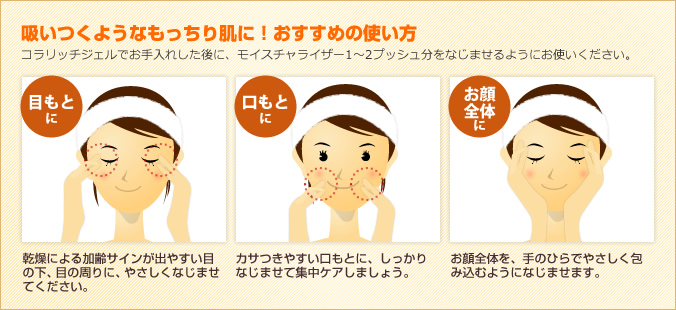 吸いつくようなもっちり肌に！おすすめの使い方
コラリッチジェルでお手入れした後に、モイスチャライザー1～2プッシュ分をなじませるようにお使いください。
目もと
に
口もと
に
お顔
全体
に
乾燥による加齢サインが出やすい目
の下、目の周りに、やさしくなじませ
てください。
カサつきやすい口もとに、しっかり
なじませて集中ケアしましょう。
お顔全体を、手のひらでやさしく包
み込むようになじませます。